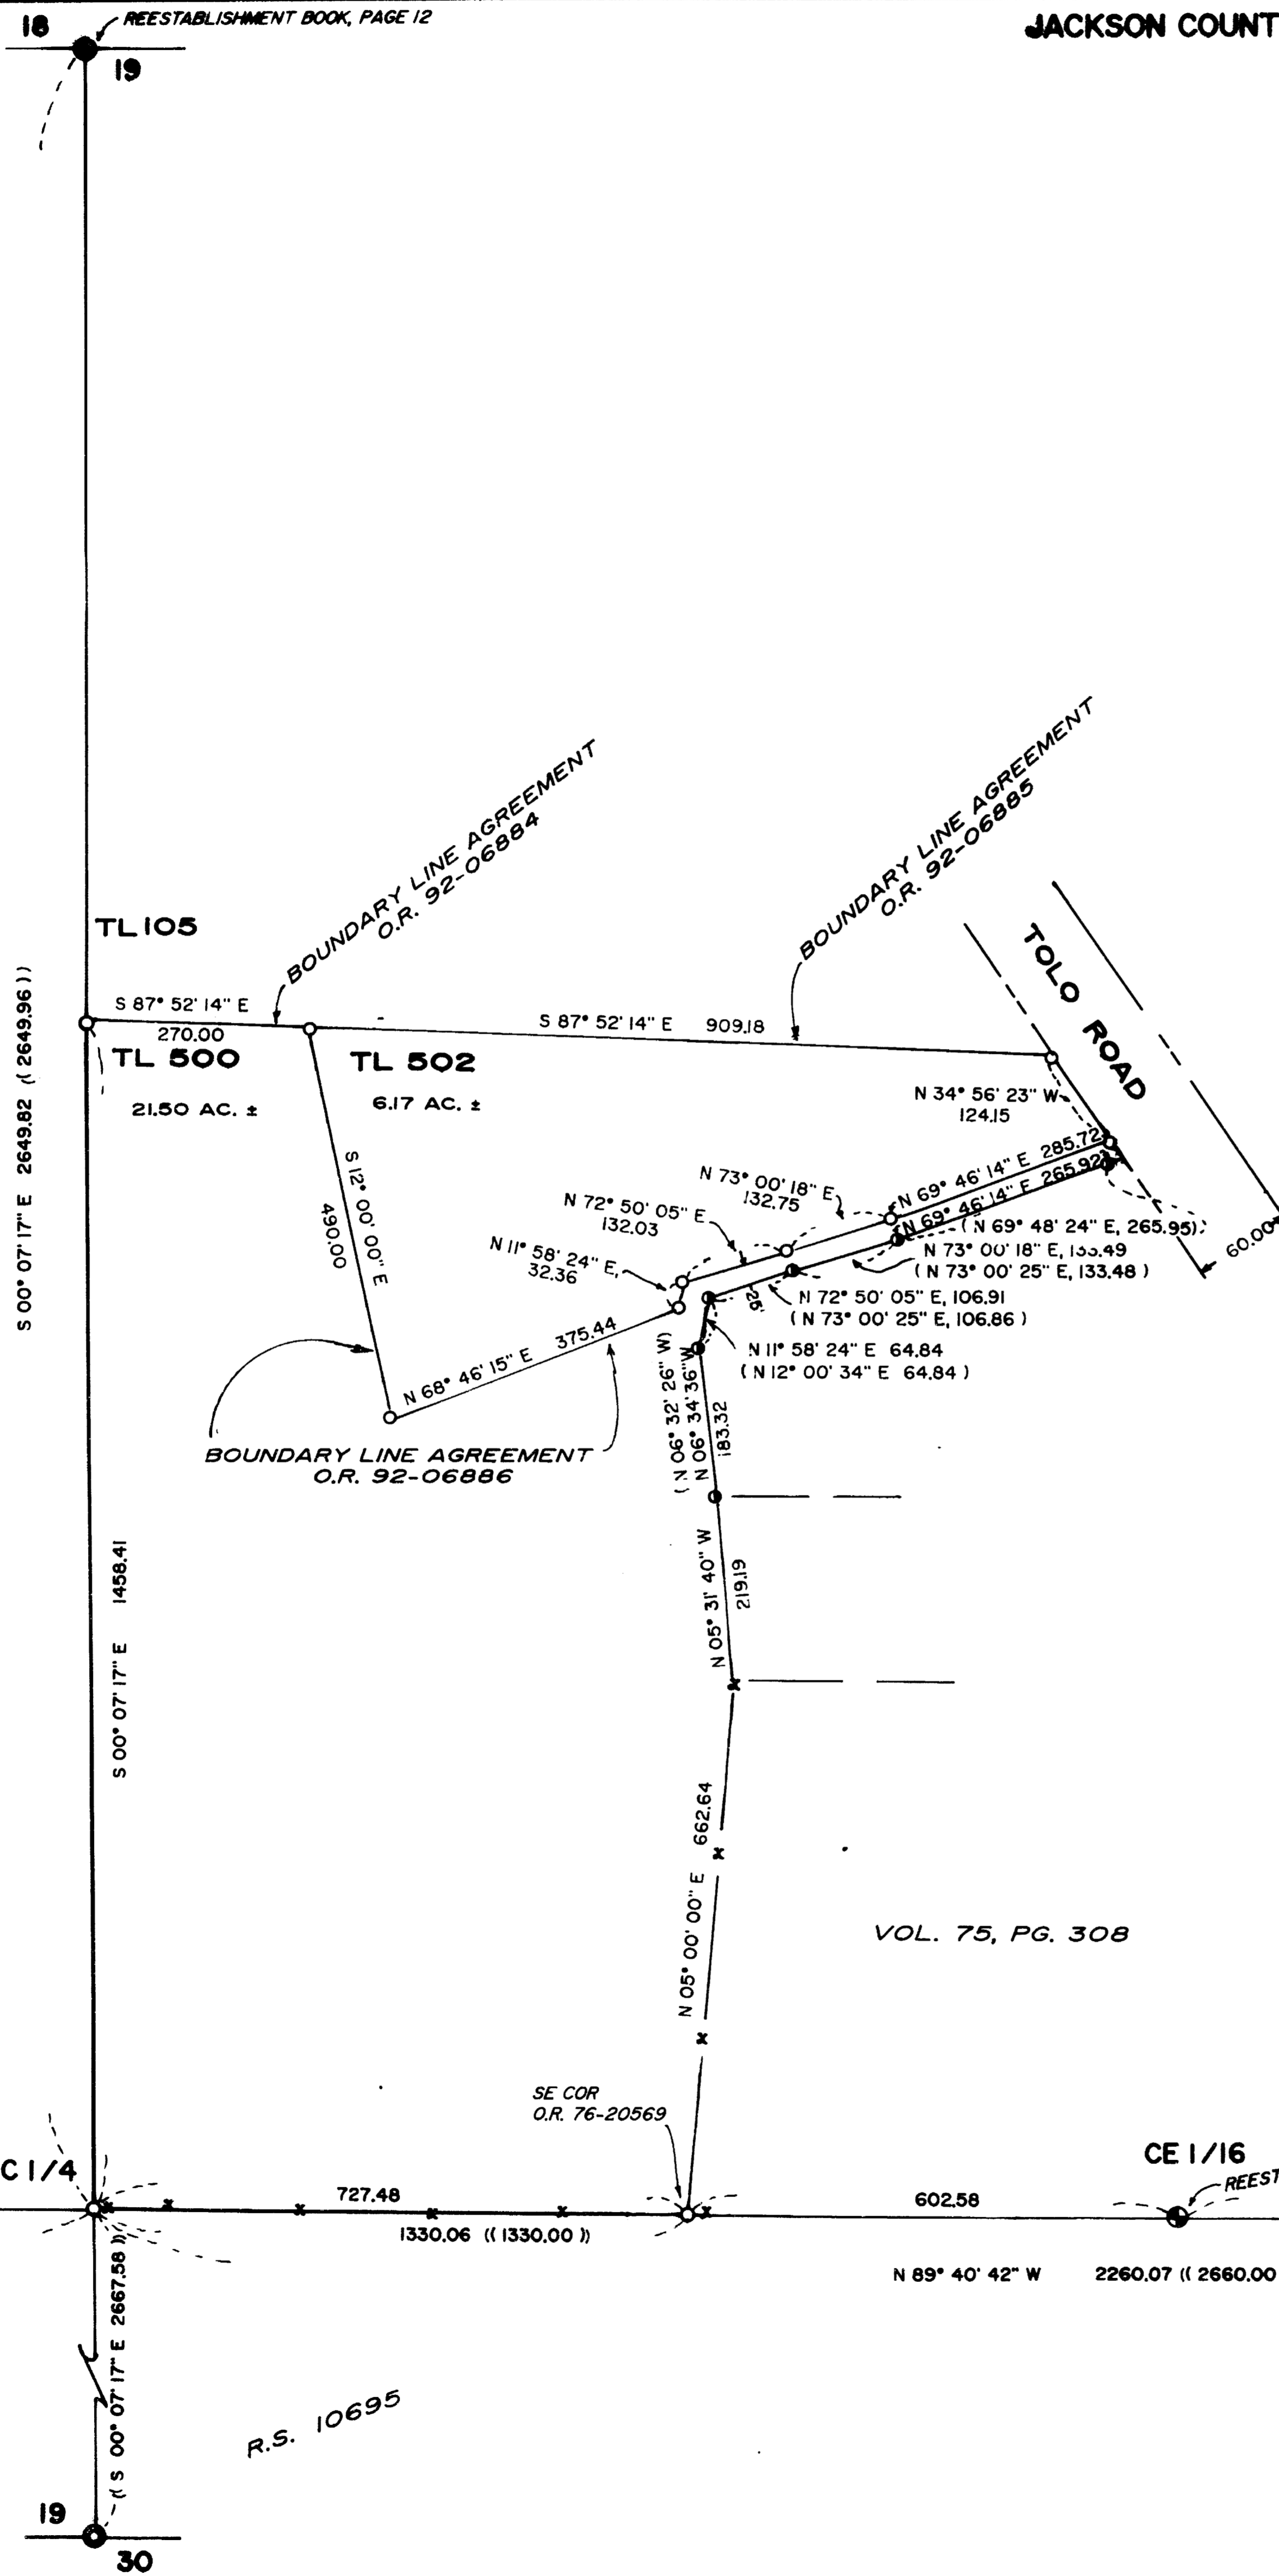 18
REESTABLISHMENT BOOK, PAGE 12
JACKSON COUNT
19
BOUNDARY LINE AGREEMENT
O.R. 92-06884
BOUNDARY LINE AGREEMENT
O.R. 92-06885
TL 105
TOLO ROAD
S 00° 07' 17" E 2649.82 (( 2649.96 ))
S 87° 52' 14" E
270.00
S 87° 52' 14" E 909.18
TL 500
TL 502
21.50 AC. ±
6.17 AC. ±
N 34° 56' 23" W
124.15
S 12° 00' 00" E
490.00
N 69° 46' 14" E 285.72
N 69° 46' 14" E 265.92
N 73° 00' 18" E,
132.75
N 72° 50' 05" E
132.03
( N 69° 48' 24" E, 265.95)
60.00
N 11° 58' 24" E,
32.36
N 73° 00' 18" E, 133.49
( N 73° 00' 25" E, 133.48 )
25'
N 72° 50' 05" E, 106.91
( N 73° 00' 25" E, 106.86 )
N 68° 46' 15" E 375.44
N 11° 58' 24" E 64.84
( N 12° 00' 34" E 64.84 )
( N 06° 32' 26" W)
N 06° 34' 36" W
183.32
BOUNDARY LINE AGREEMENT
O.R. 92-06886
N 05° 31' 40" W
219.19
S 00° 07' 17" E 1458.41
N 05° 00' 00" E 662.64
VOL. 75, PG. 308
SE COR
O.R. 76-20569
C 1/4
CE 1/16
REEST
727.48
602.58
1330.06 (( 1330.00 ))
N 89° 40' 42" W 2260.07 (( 2660.00
(( S 00° 07' 17" E 2667.58 ))
R.S. 10695
19
30